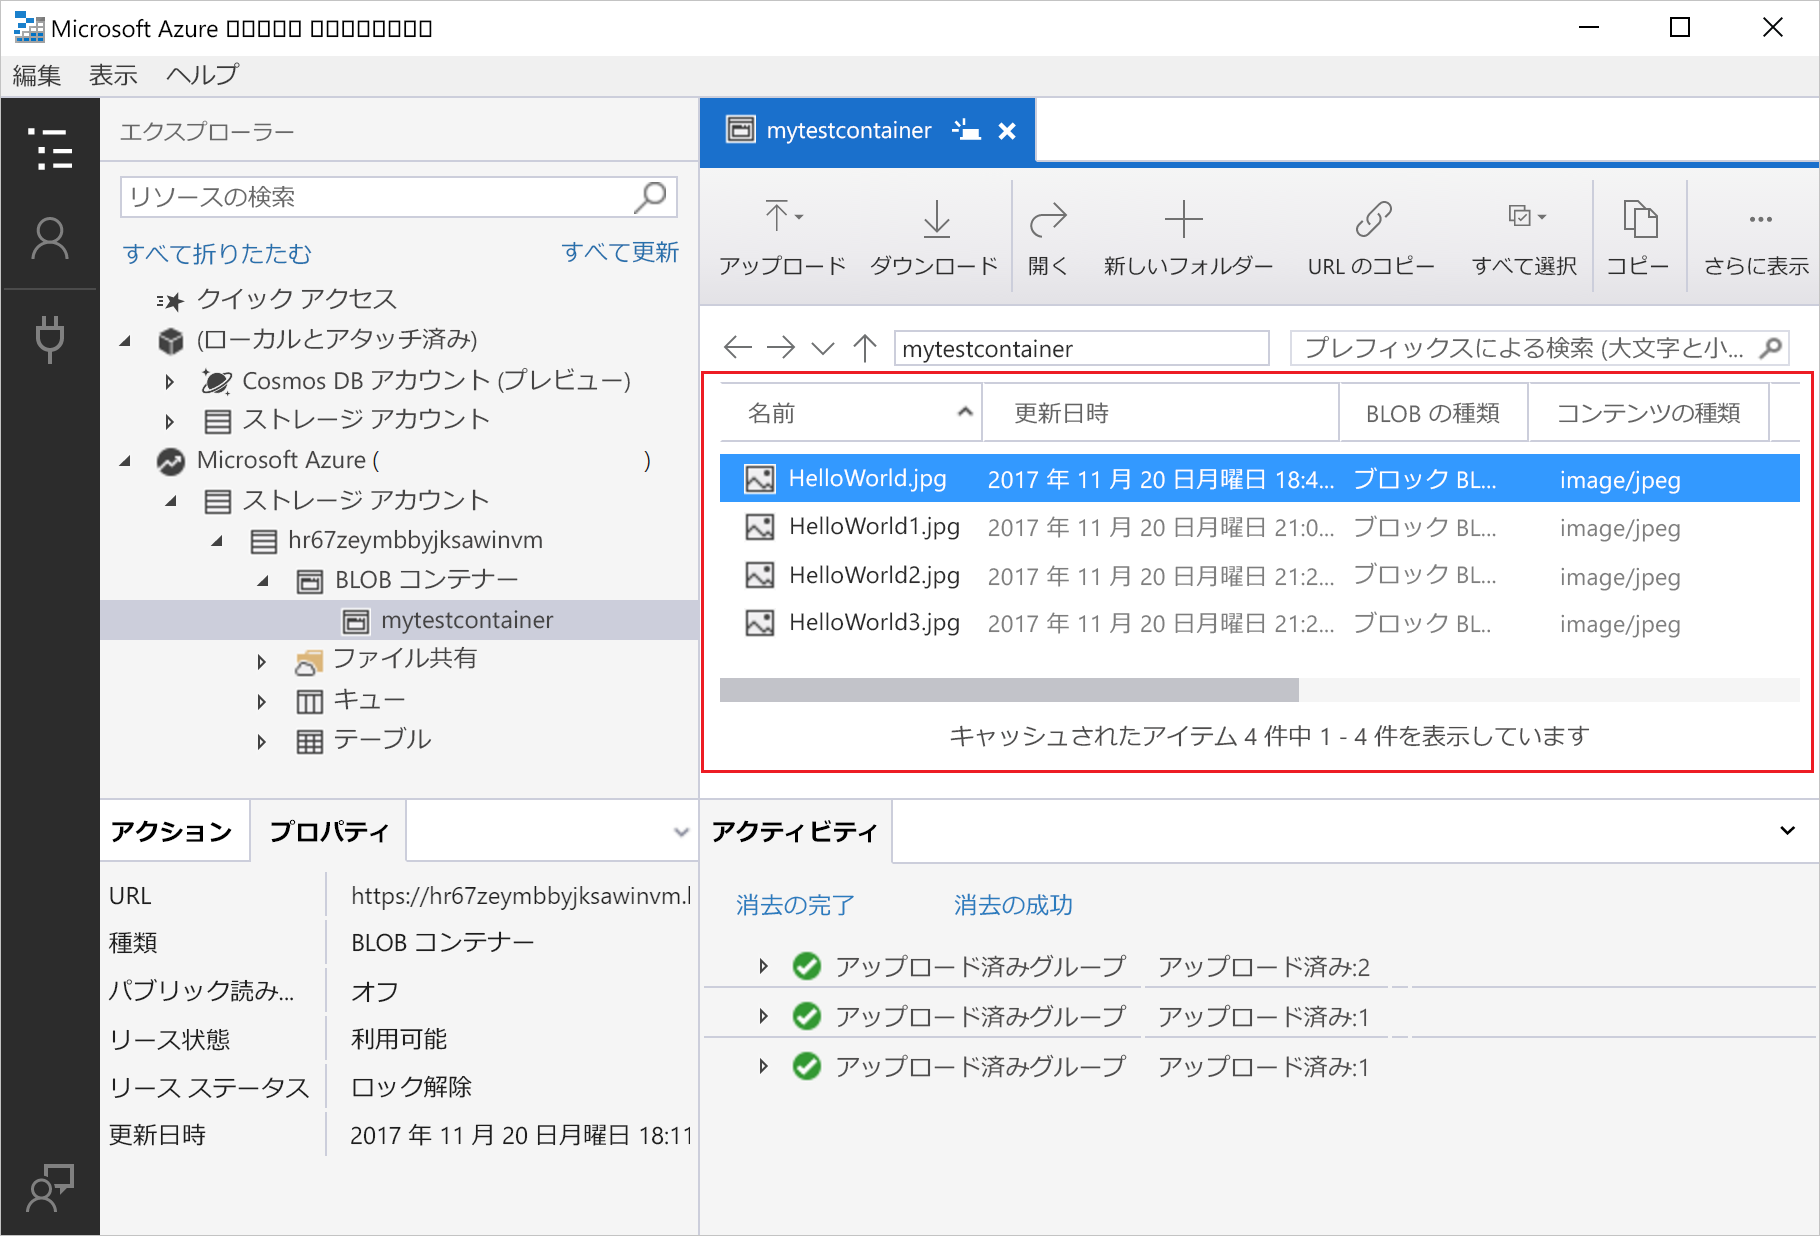 Microsoft Azure
編集 表示 ヘルプ
エクスプローラー
リソースの検索
すべて折りたたむ すべて更新
クイック アクセス
(ローカルとアタッチ済み)
Cosmos DB アカウント (プレビュー)
ストレージ アカウント
Microsoft Azure ( )
ストレージ アカウント
hr67zeymbbyjksawinvm
BLOB コンテナー
mytestcontainer
ファイル共有
キュー
テーブル
アクション プロパティ
URL https://hr67zeymbbyjksawinvm.l
種類 BLOB コンテナー
パブリック読み... オフ
リース状態 利用可能
リース ステータス ロック解除
更新日時 2017 年 11 月 20 日月曜日 18:11
mytestcontainer
アップロード ダウンロード 開く 新しいフォルダー URL のコピー すべて選択 コピー さらに表示
mytestcontainer プレフィックスによる検索 (大文字と小...
名前 更新日時 BLOB の種類 コンテンツの種類
HelloWorld.jpg 2017 年 11 月 20 日月曜日 18:4... ブロック BL... image/jpeg
HelloWorld1.jpg 2017 年 11 月 20 日月曜日 21:0... ブロック BL... image/jpeg
HelloWorld2.jpg 2017 年 11 月 20 日月曜日 21:2... ブロック BL... image/jpeg
HelloWorld3.jpg 2017 年 11 月 20 日月曜日 21:2... ブロック BL... image/jpeg
キャッシュされたアイテム 4 件中 1 - 4 件を表示しています
アクティビティ
消去の完了 消去の成功
アップロード済みグループ アップロード済み:2
アップロード済みグループ アップロード済み:1
アップロード済みグループ アップロード済み:1